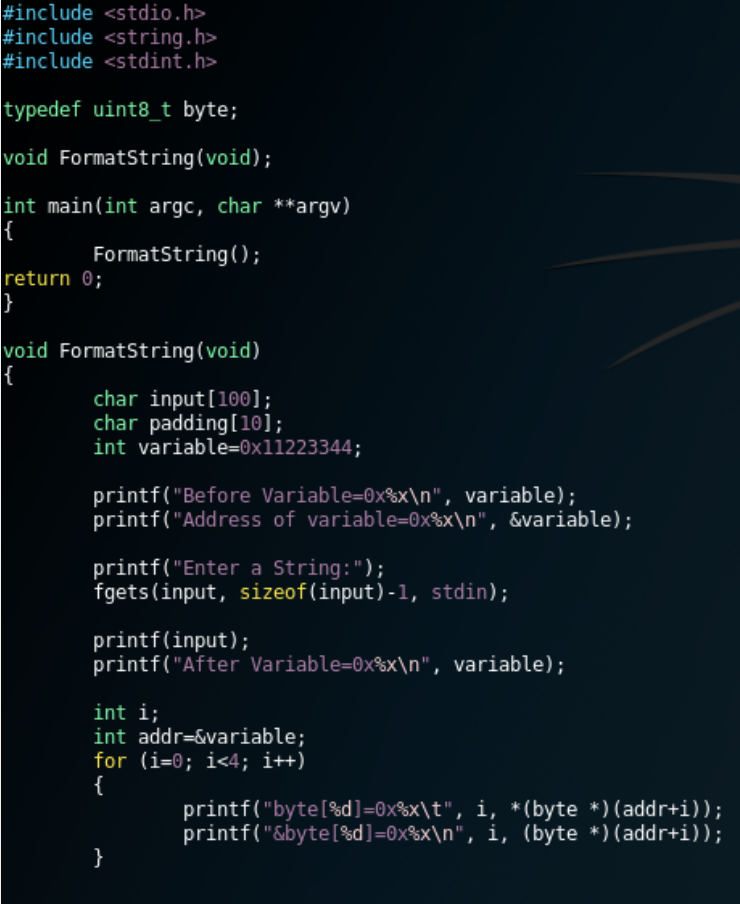 #include <stdio.h>
#include <string.h>
#include <stdint.h>

typedef uint8_t byte;

void FormatString(void);

int main(int argc, char **argv)
{
        FormatString();
return 0;
}

void FormatString(void)
{
        char input[100];
        char padding[10];
        int variable=0x11223344;

        printf("Before Variable=0x%x\n", variable);
        printf("Address of variable=0x%x\n", &variable);

        printf("Enter a String:");
        fgets(input, sizeof(input)-1, stdin);

        printf(input);
        printf("After Variable=0x%x\n", variable);

        int i;
        int addr=&variable;
        for (i=0; i<4; i++)
        {
                printf("byte[%d]=0x%x\t", i, *(byte *)(addr+i));
                printf("&byte[%d]=0x%x\n", i, (byte *)(addr+i));
        }